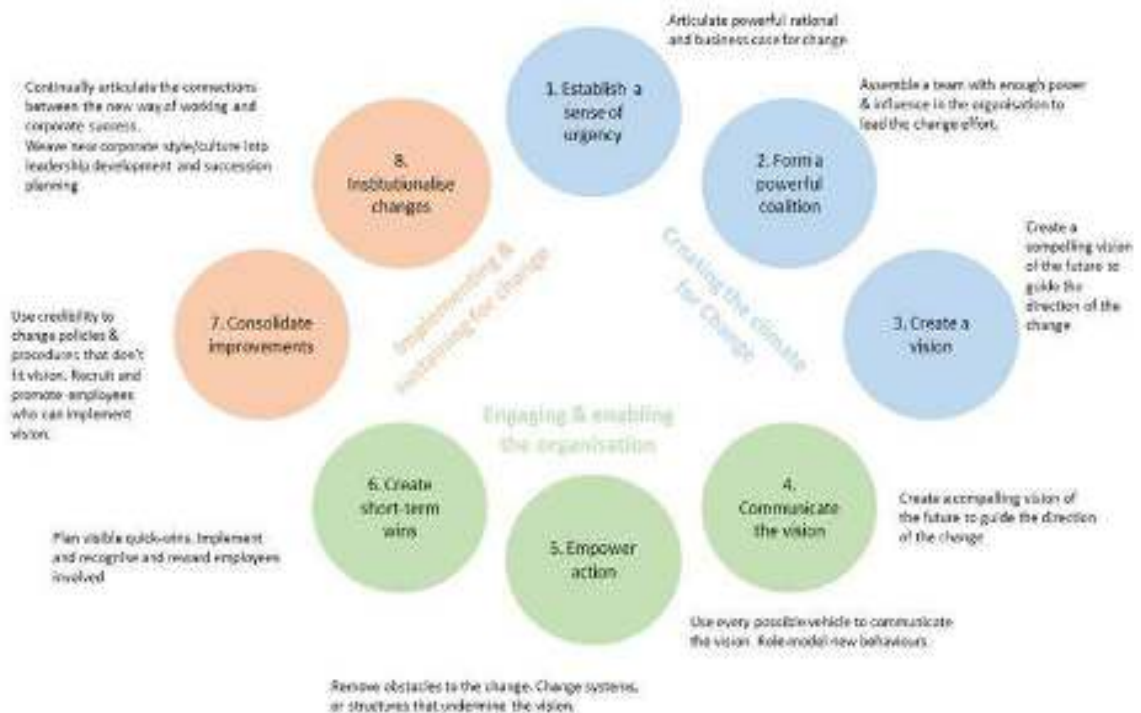 1. Establish a
sense of
urgency
Articulate powerful rational
and business case for change
2. Form a
powerful
coalition
Assemble a team with enough power
& influence in the organisation to
lead the change effort.
3. Create a
vision
Create a
compelling vision
of the future to
guide the
direction of the
change
4.
Communicate
the vision
Create a compelling vision of
the future to guide the direction
of the change
5. Empower
action
Use every possible vehicle to communicate
the vision. Role model new behaviours.
Remove obstacles to the change. Change systems,
or structures that undermine the vision.
6. Create
short-term
wins
Plan visible quick-wins. Implement
and recognise and reward employees
involved
7. Consolidate
improvements
Use credibility to
change policies &
procedures that don't
fit vision. Recruit and
promote employees
who can implement
vision.
8.
Institutionalise
changes
Continually articulate the connections
between the new way of working and
corporate success.
Weave new corporate style/culture into
leadership development and succession
planning
Creating the climate
for Change
Engaging & enabling
the organisation
Implementing &
sustaining for change